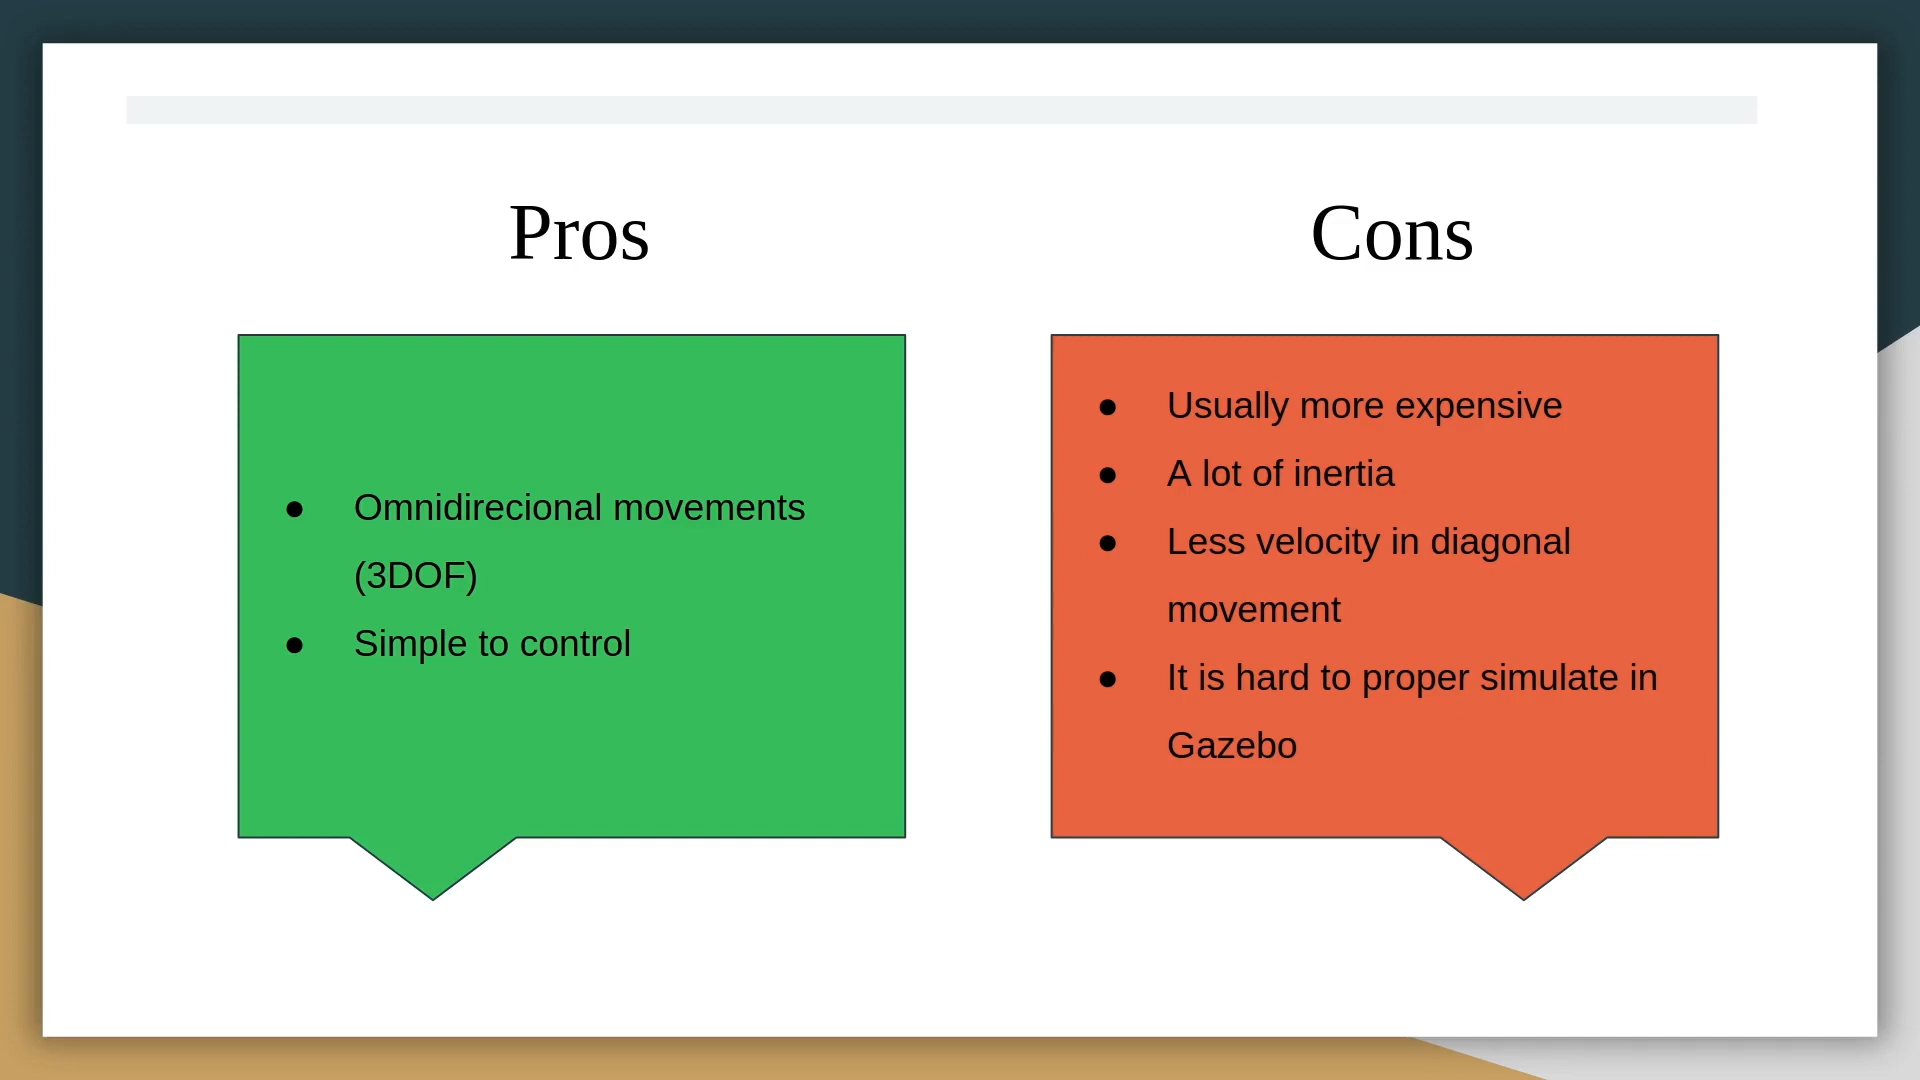 Pros
● Omnidirecional movements
(3DOF)
● Simple to control
Cons
● Usually more expensive
● A lot of inertia
● Less velocity in diagonal
movement
● It is hard to proper simulate in
Gazebo